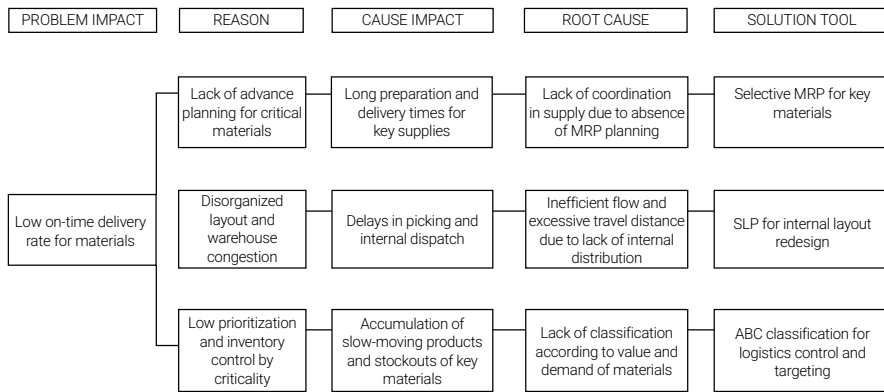 PROBLEM IMPACT
REASON
CAUSE IMPACT
ROOT CAUSE
SOLUTION TOOL
Lack of advance
planning for critical
materials
Long preparation and
delivery times for
key supplies
Lack of coordination
in supply due to absence
of MRP planning
Selective MRP for key
materials
Low on-time delivery
rate for materials
Disorganized
layout and
warehouse
congestion
Delays in picking and
internal dispatch
Inefficient flow and
excessive travel distance
due to lack of internal
distribution
SLP for internal layout
redesign
Low prioritization
and inventory
control by
criticality
Accumulation of
slow-moving products
and stockouts of key
materials
Lack of classification
according to value and
demand of materials
ABC classification for
logistics control and
targeting